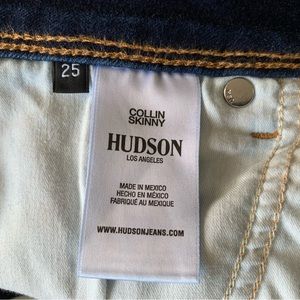 25
COLLIN
SKINNY
HUDSON
LOS ANGELES
MADE IN MEXICO
HECHO EN MÉXICO
FABRIQUÉ AU MEXIQUE
WWW.HUDSONJEANS.COM